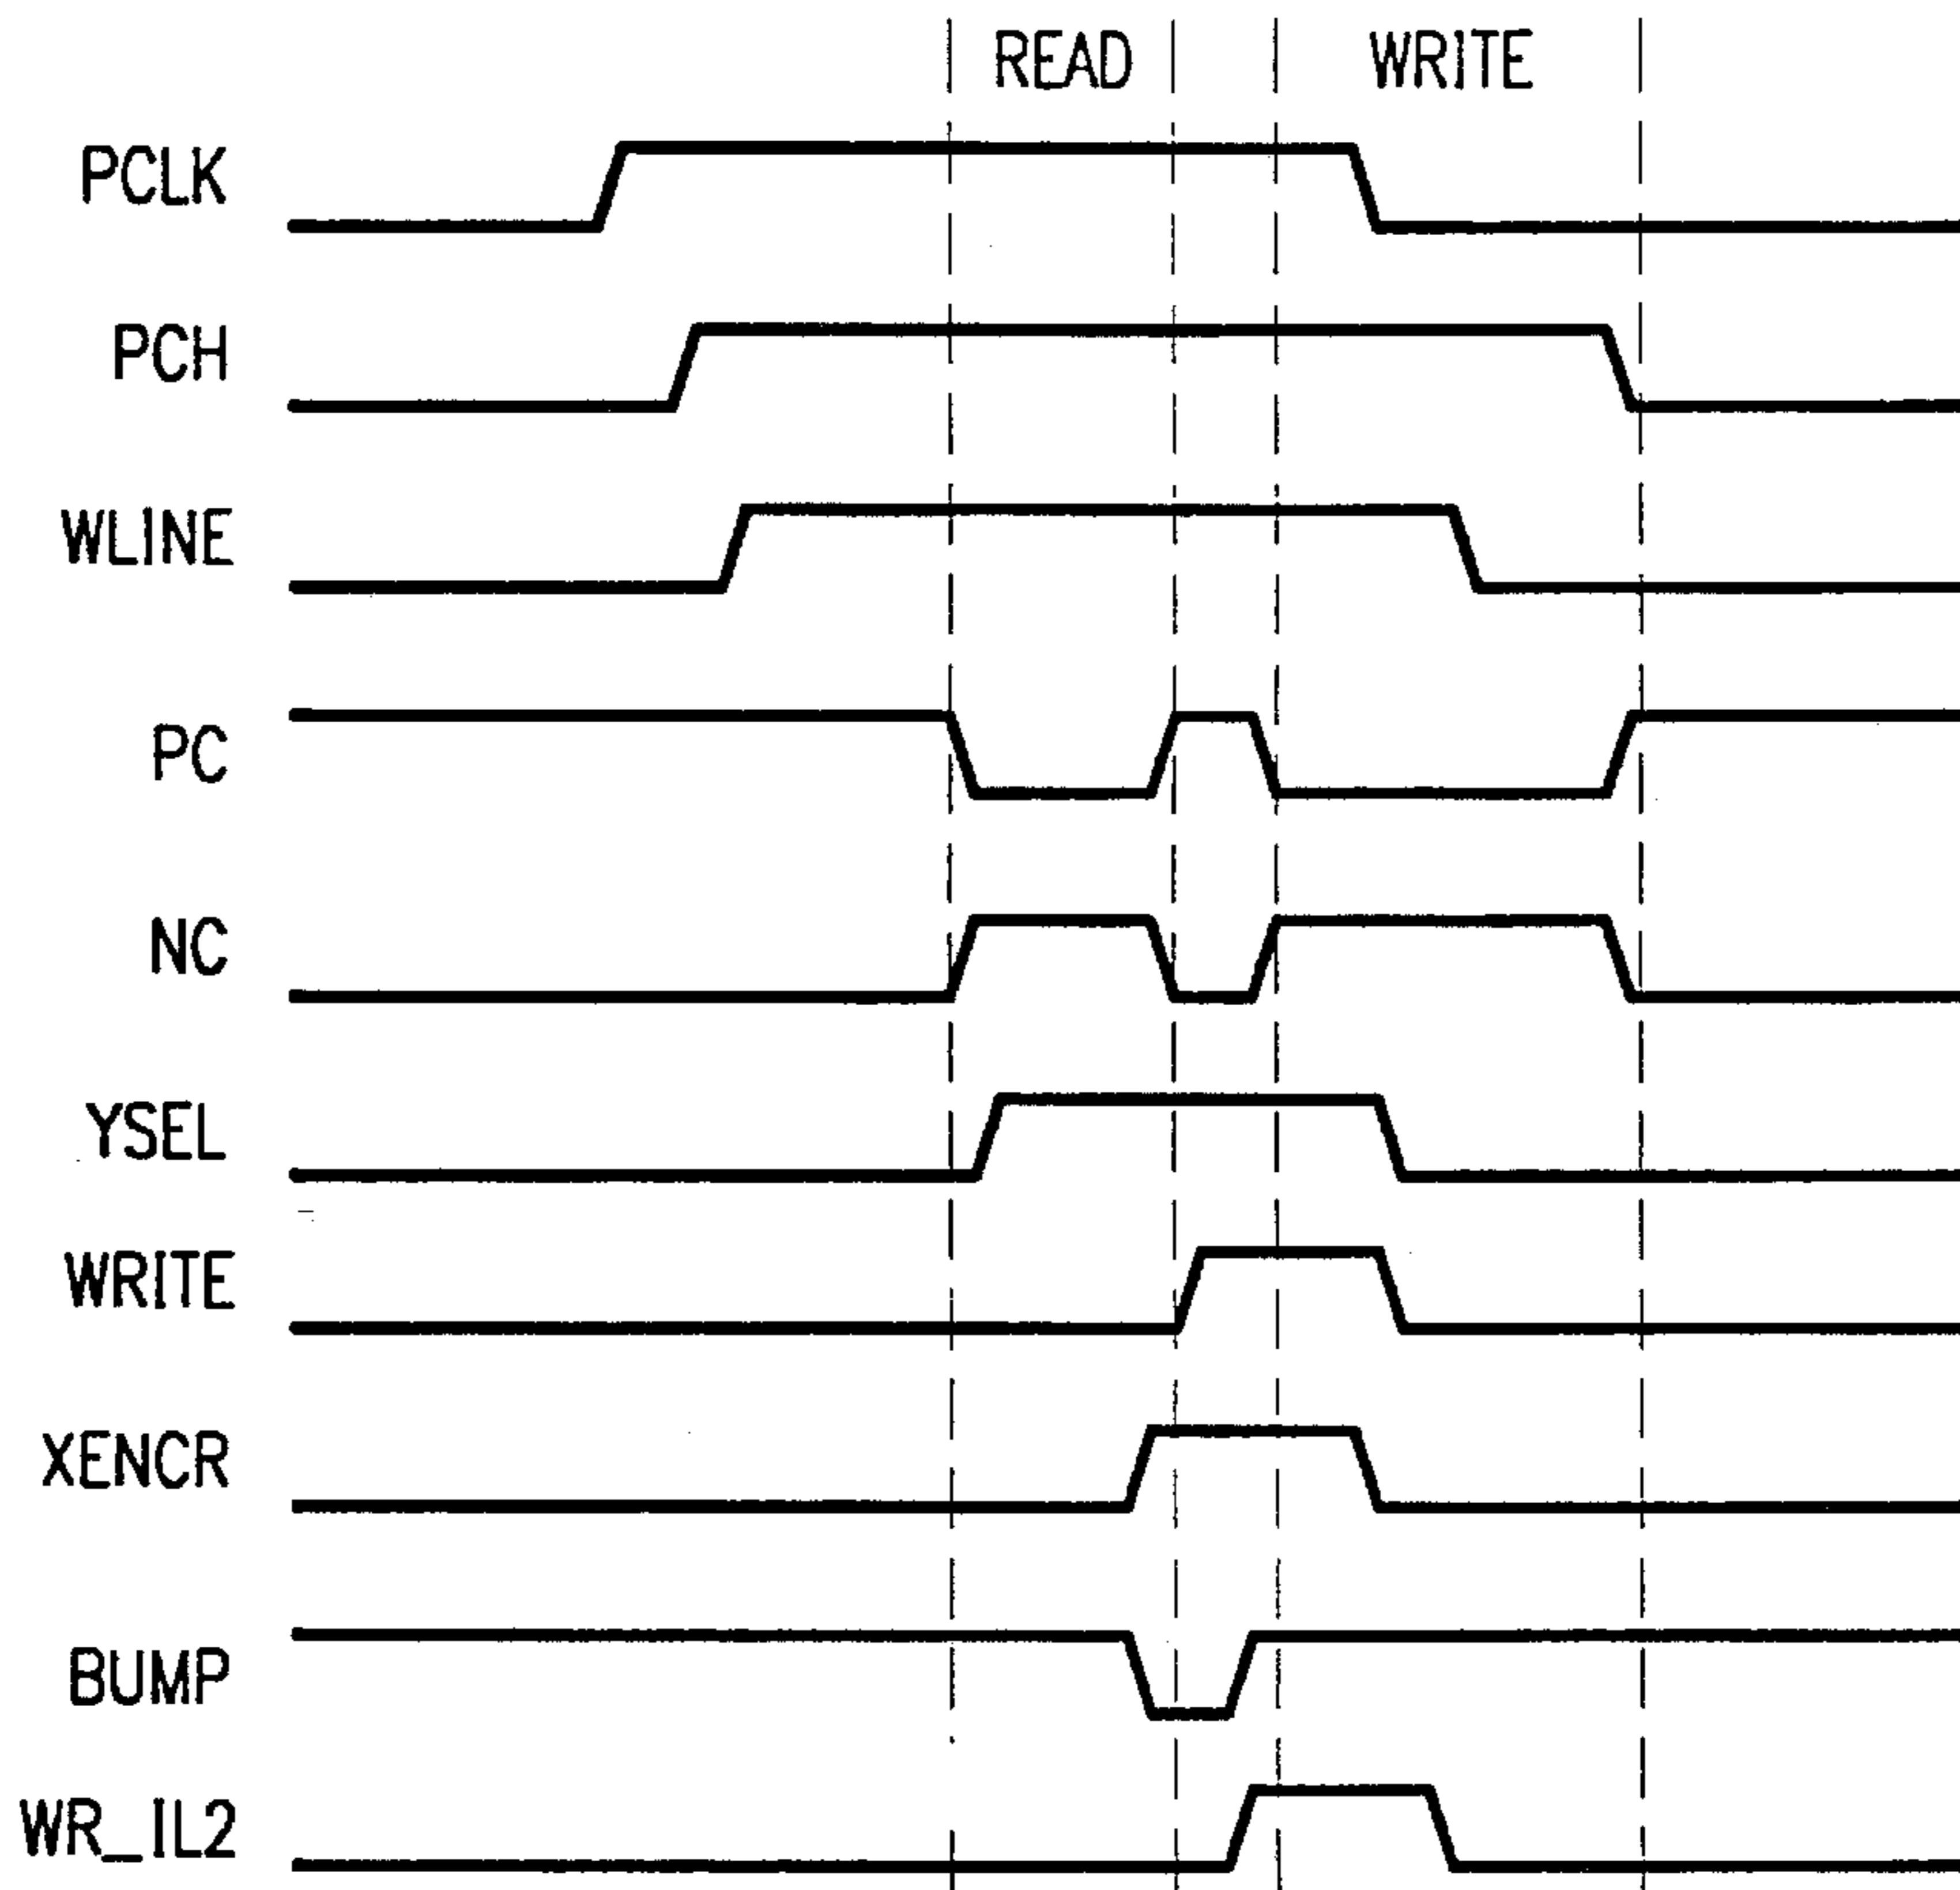 READ WRITE
PCLK
PCH
WLINE
PC
NC
YSEL
WRITE
XENCR
BUMP
WR_IL2